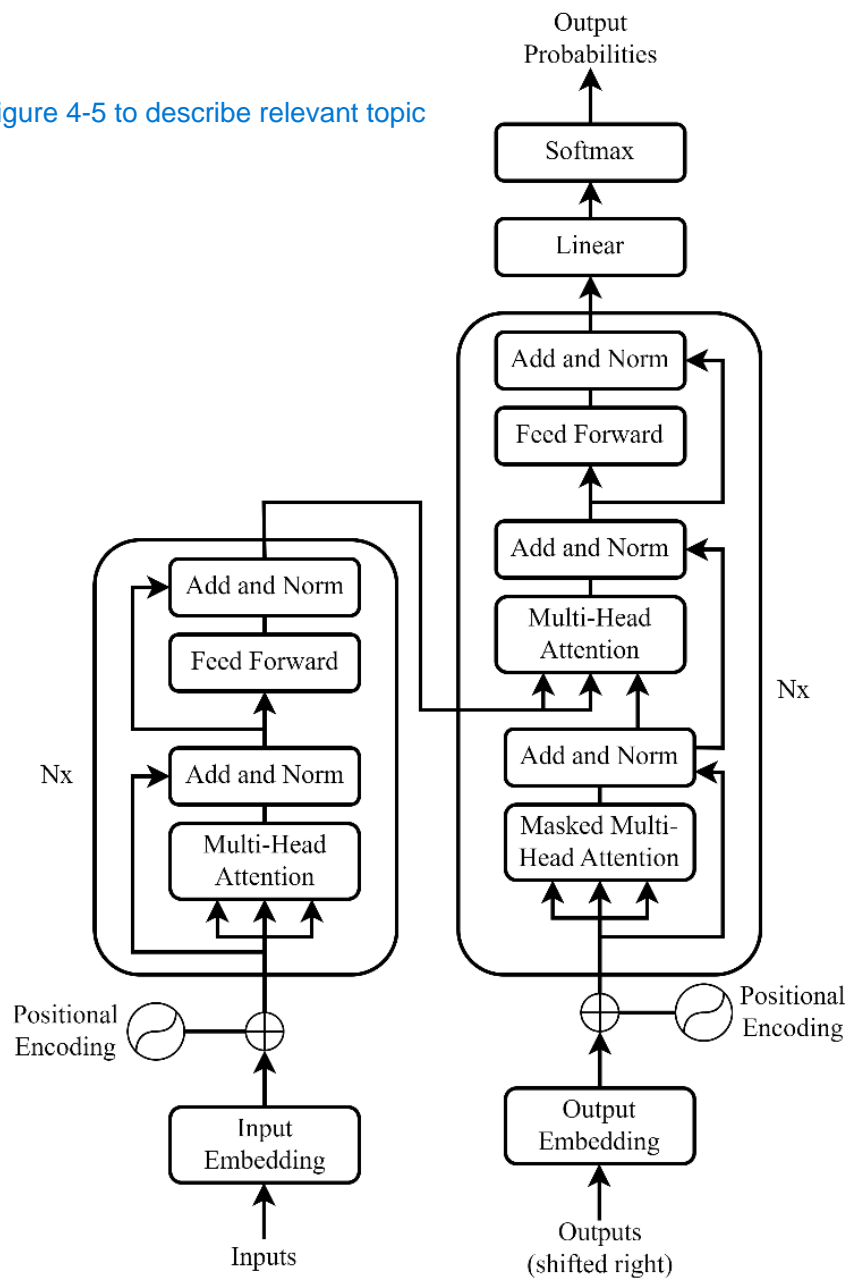 Output
Probabilities
igure 4-5 to describe relevant topic
Softmax
Linear
Add and Norm
Feed Forward
Add and Norm
Multi-Head
Attention
Nx
Add and Norm
Masked Multi-
Head Attention
Add and Norm
Feed Forward
Nx
Add and Norm
Multi-Head
Attention
Positional
Encoding
Positional
Encoding
Input
Embedding
Output
Embedding
Inputs
Outputs
(shifted right)